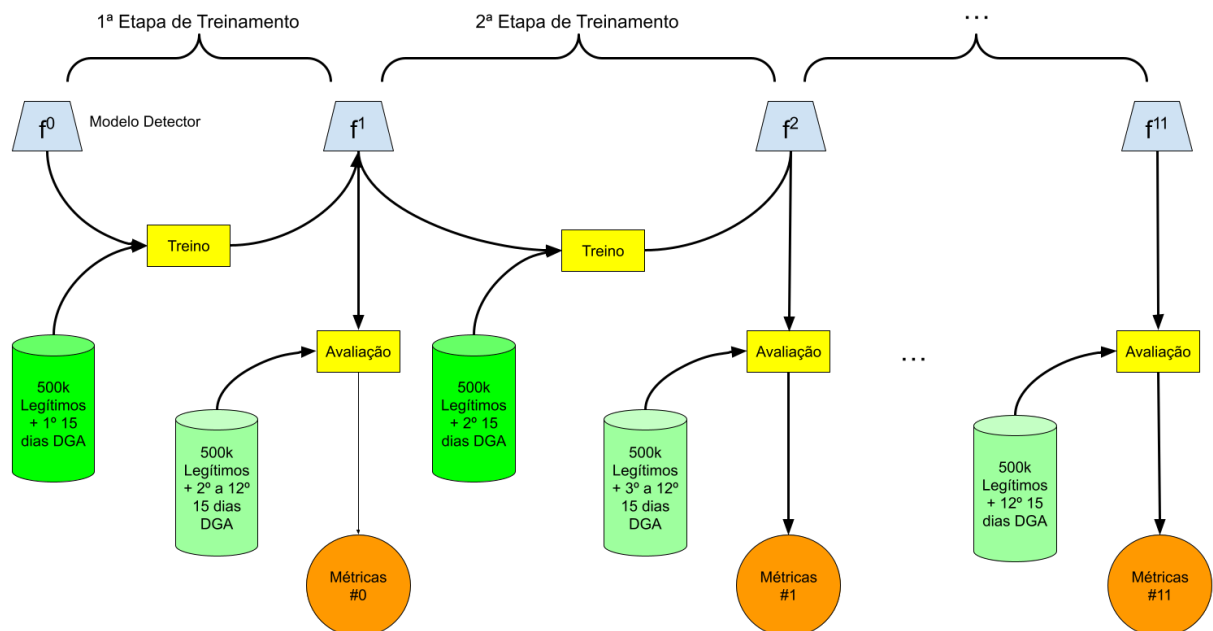 1ª Etapa de Treinamento
2ª Etapa de Treinamento
...
f⁰
Modelo Detector
f¹
f²
f¹¹
Treino
Treino
Avaliação
Avaliação
...
Avaliação
500k
Legítimos
+ 1º 15
dias DGA
500k
Legítimos
+ 2º a 12º
15 dias
DGA
500k
Legítimos
+ 2º 15
dias DGA
500k
Legítimos
+ 3º a 12º
15 dias
DGA
500k
Legítimos
+ 12º 15
dias DGA
Métricas
#0
Métricas
#1
Métricas
#11